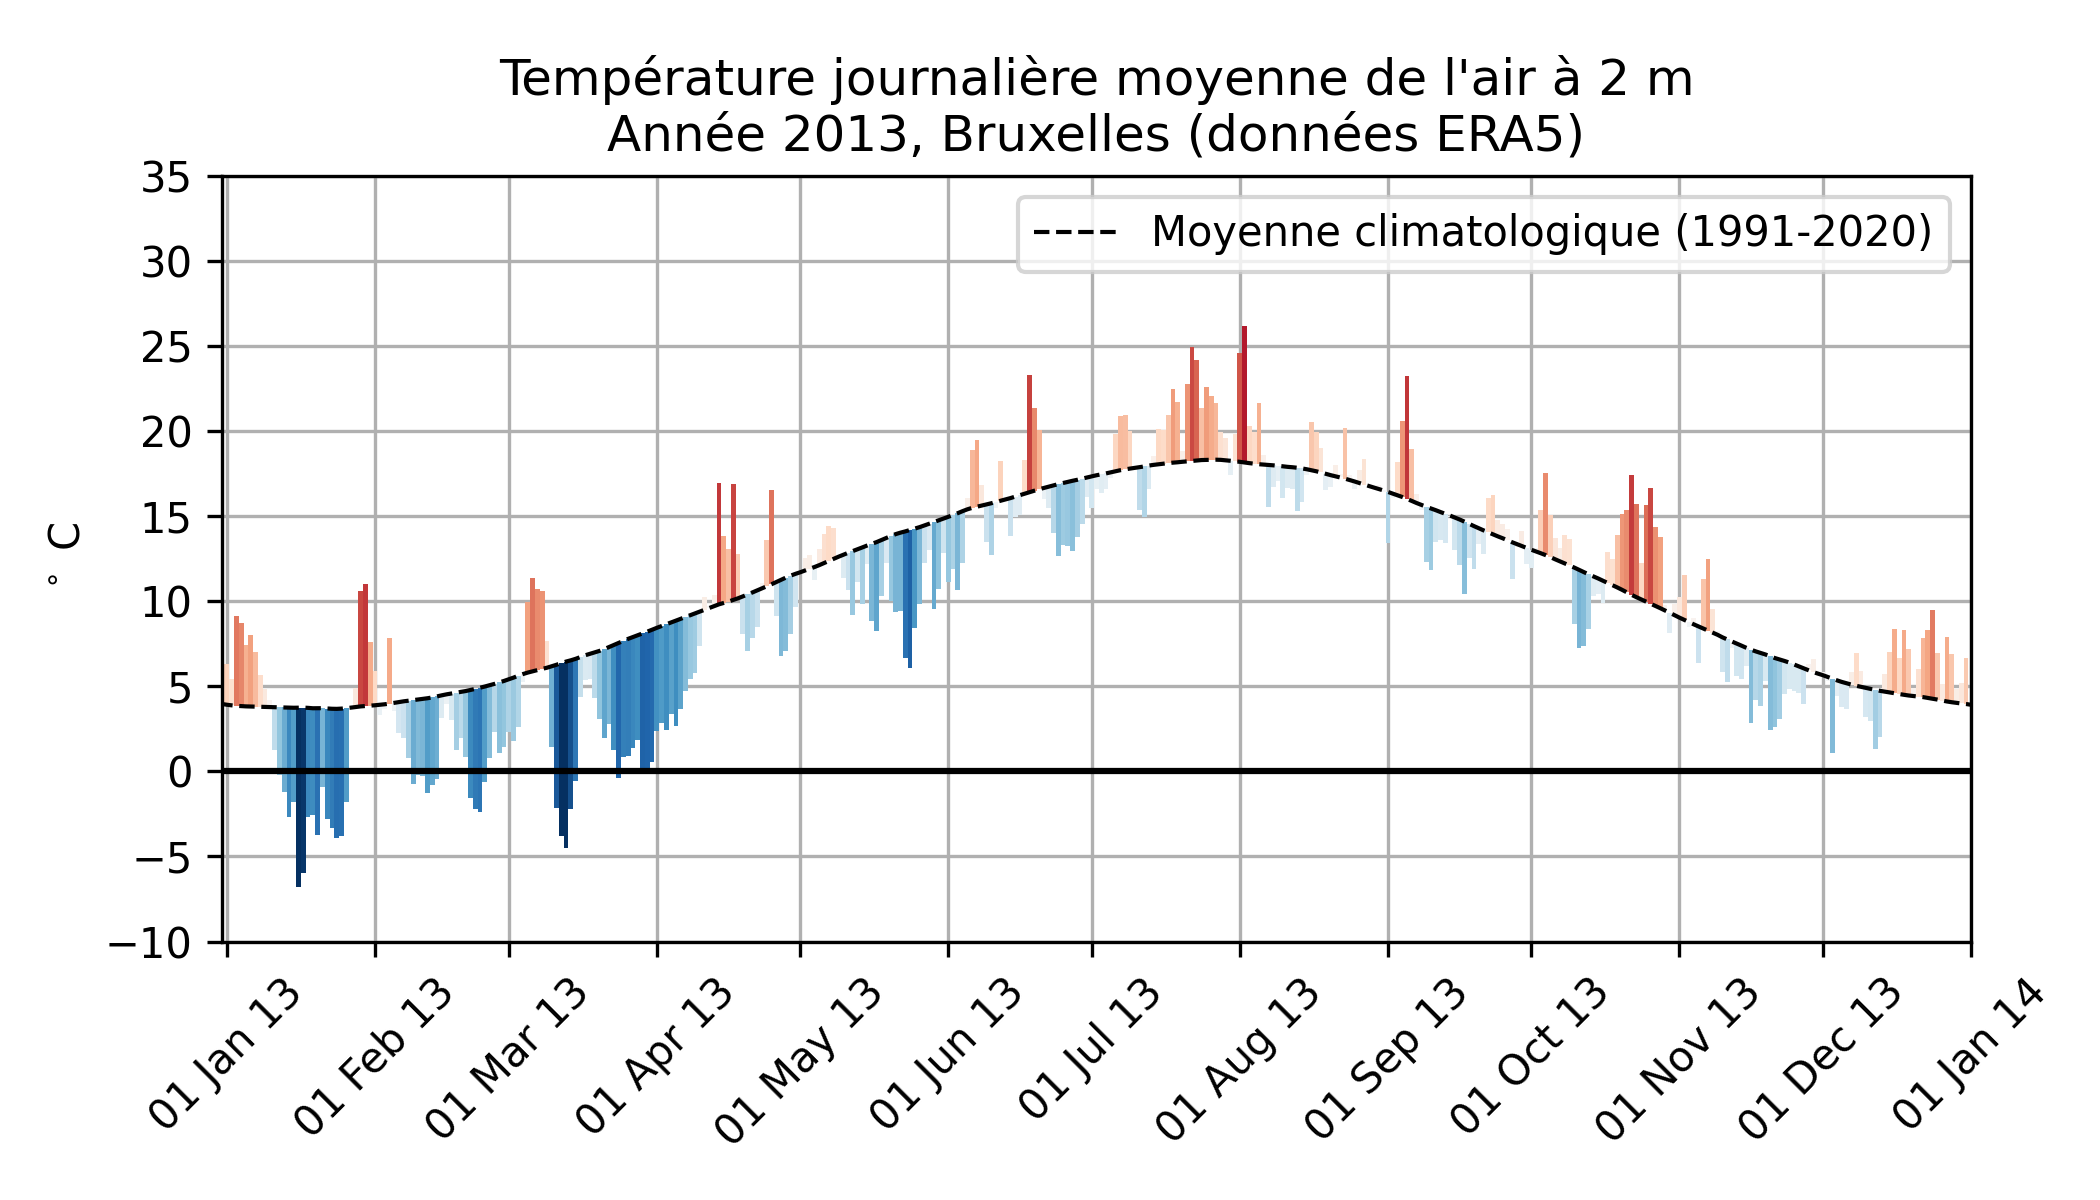 Température journalière moyenne de l'air à 2 m
Année 2013, Bruxelles (données ERA5)
Moyenne climatologique (1991-2020)
° C
35
30
25
20
15
10
5
0
−5
−10
01 Jan 13
01 Feb 13
01 Mar 13
01 Apr 13
01 May 13
01 Jun 13
01 Jul 13
01 Aug 13
01 Sep 13
01 Oct 13
01 Nov 13
01 Dec 13
01 Jan 14